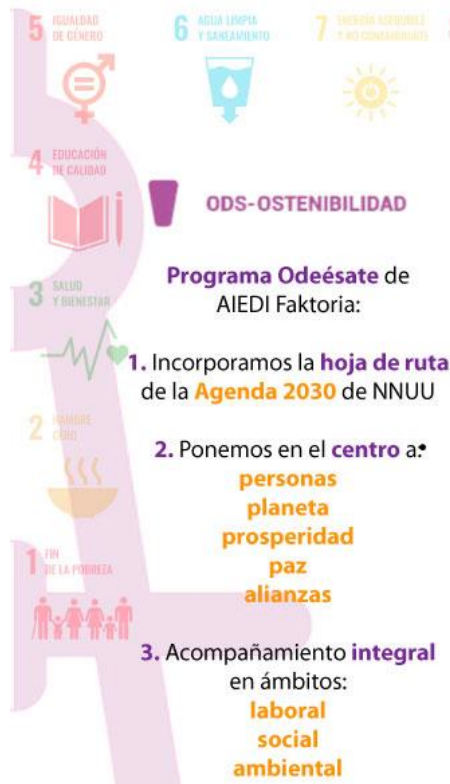 5 IGUALDAD
DE GÉNERO
6 AGUA LIMPIA
Y SANEAMIENTO
7 ENERGÍA ASEQUIBLE
Y NO CONTAMINANTE
4 EDUCACIÓN
DE CALIDAD
ODS-OSTENIBILIDAD
3 SALUD
Y BIENESTAR
Programa Odeésate de
AIEDI Faktoria:
1. Incorporamos la hoja de ruta
de la Agenda 2030 de NNUU
2 HAMBRE
CERO
2. Ponemos en el centro a:
personas
planeta
prosperidad
paz
alianzas
1 FIN
DE LA POBREZA
3. Acompañamiento integral
en ámbitos:
laboral
social
ambiental